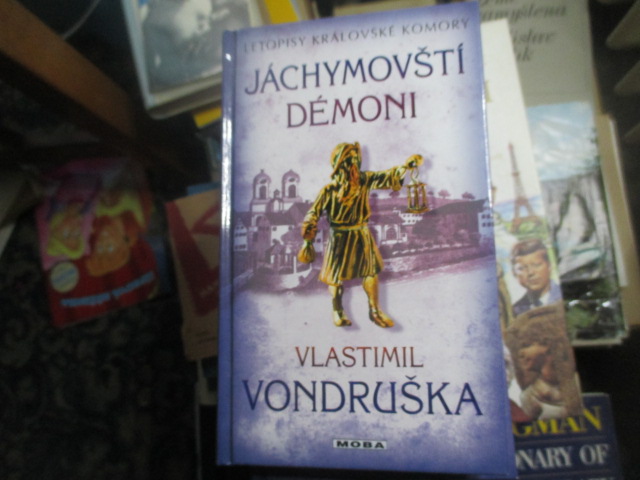 LETOPISY KRÁLOVSKÉ KOMORY
JÁCHYMOVŠTÍ
DÉMONI
VLASTIMIL
VONDRUŠKA
MOBA
GMAN
NARY OF